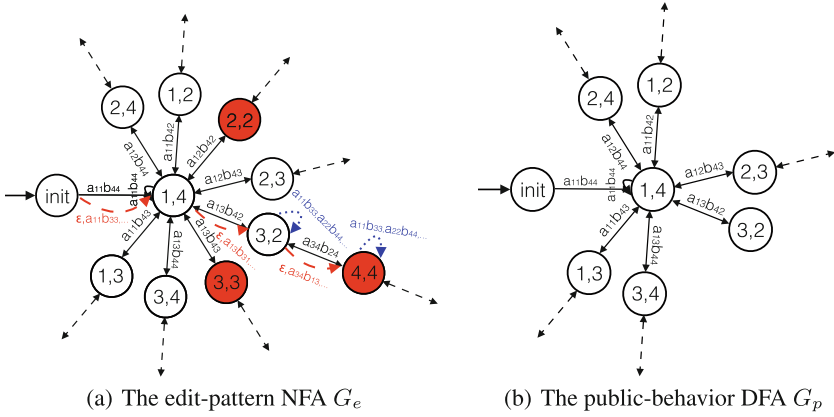 2,4
1,2
2,2
a12b44
a11b42
a12b42
2,3
a12b43
init
a11b44
a11b44
1,4
ε,a11b33,...
a13b42
a11b33,a22b44,...
a11b33,a22b44,...
3,2
a34b24
ε,a13b31,...
ε,a34b13,...
4,4
a11b43
a13b44
a13b43
1,3
3,4
3,3
(a) The edit-pattern NFA Ge
2,4
1,2
a12b44
a11b42
2,3
a12b43
init
a11b44
a11b44
1,4
a13b42
3,2
a11b43
a13b44
1,3
3,4
(b) The public-behavior DFA Gp